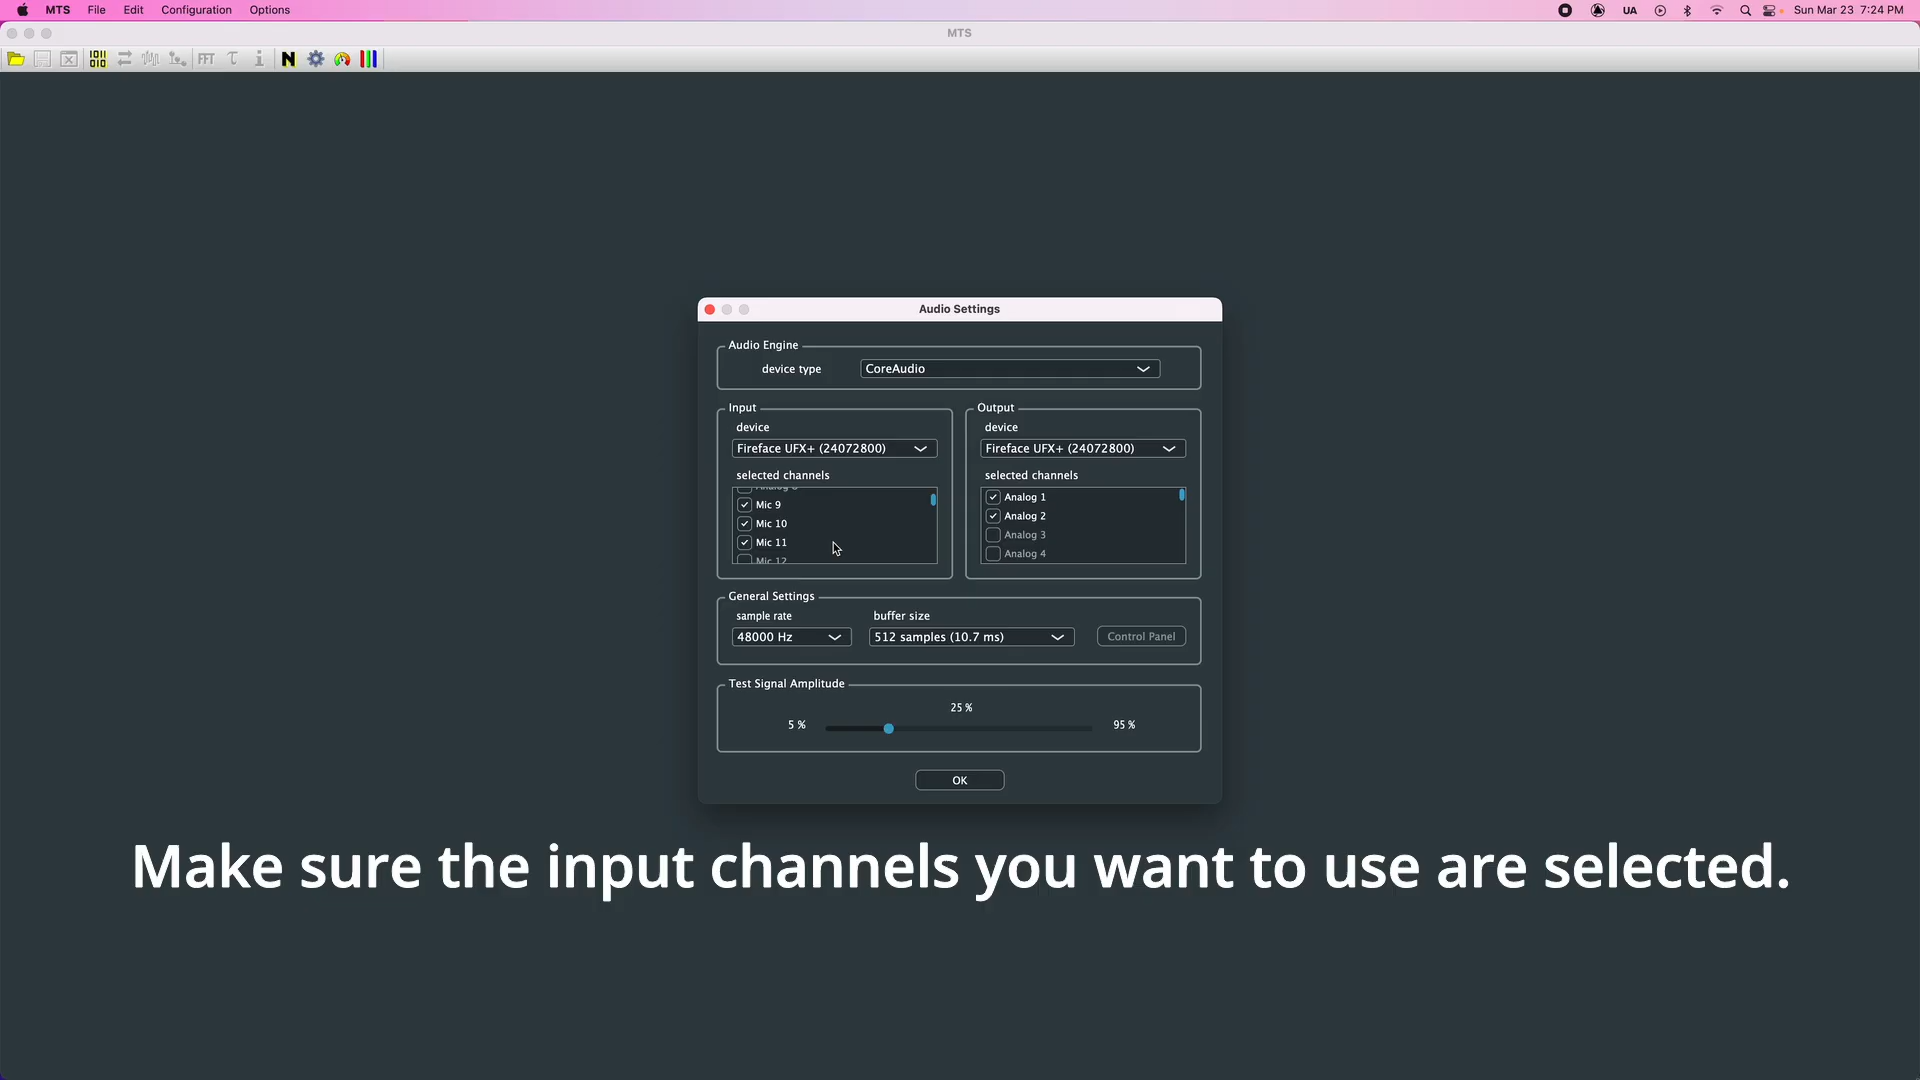 MTS File Edit Configuration Options UA Sun Mar 23 7:24 PM
MTS
1011
010
FFT τ i N
Audio Settings
Audio Engine
device type CoreAudio
Input
device
Fireface UFX+ (24072800)
selected channels
Mic 9
Mic 10
Mic 11
Mic 12
Output
device
Fireface UFX+ (24072800)
selected channels
Analog 1
Analog 2
Analog 3
Analog 4
General Settings
sample rate buffer size
48000 Hz 512 samples (10.7 ms) Control Panel
Test Signal Amplitude
25 %
5 % 95 %
OK
Make sure the input channels you want to use are selected.